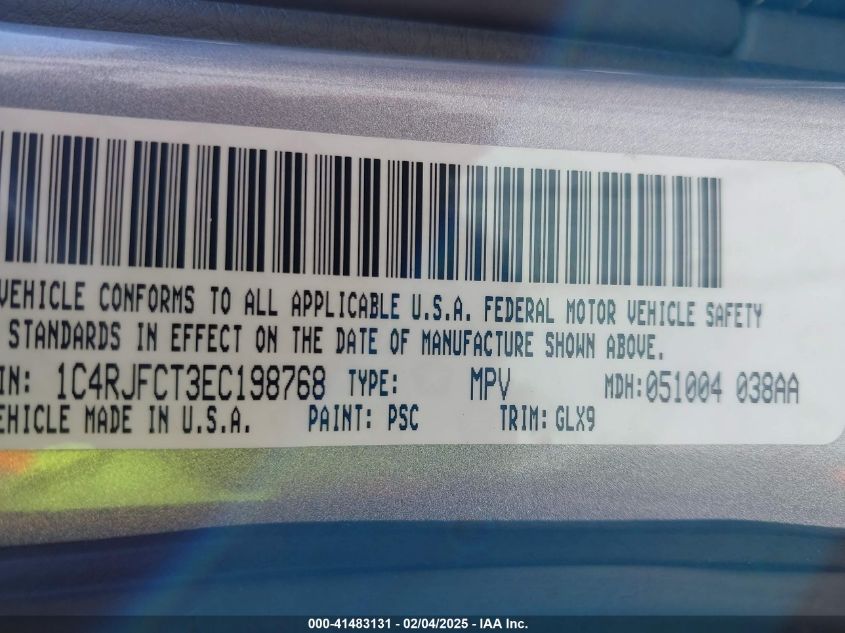 VEHICLE CONFORMS TO ALL APPLICABLE U.S.A. FEDERAL MOTOR VEHICLE SAFETY
STANDARDS IN EFFECT ON THE DATE OF MANUFACTURE SHOWN ABOVE.
IN: 1C4RJFCT3EC198768 TYPE: MPV MDH:051004 038AA
EHICLE MADE IN U.S.A. PAINT: PSC TRIM: GLX9
000-41483131 - 02/04/2025 - IAA Inc.